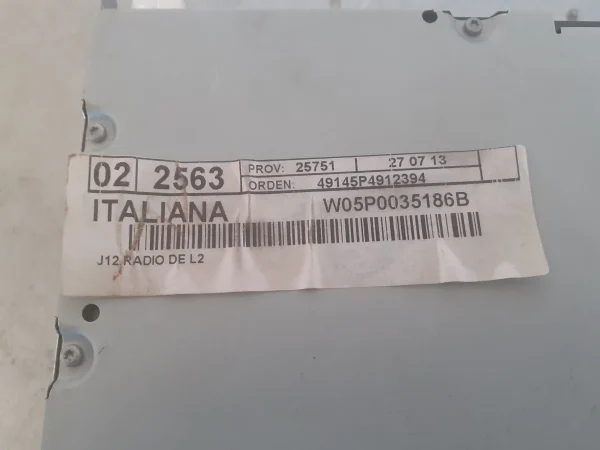 02 2563 PROV: 25751 27 07 13
ORDEN: 49145P4912394
ITALIANA W05P0035186B
J12 RADIO DE L2